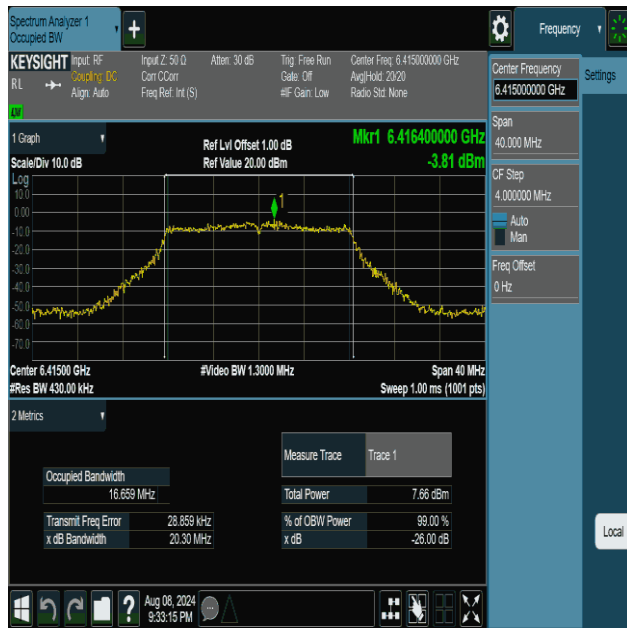 Spectrum Analyzer 1
Occupied BW
+
Frequency
KEYSIGHT
RL
Input: RF
Coupling: DC
Align: Auto
Input Z: 50 Ω
Corr CCorr
Freq Ref: Int (S)
Atten: 30 dB
Trig: Free Run
Gate: Off
#IF Gain: Low
Center Freq: 6.415000000 GHz
Avg|Hold: 20/20
Radio Std: None
Center Frequency
6.415000000 GHz
Settings
Span
40.000 MHz
CF Step
4.000000 MHz
Auto
Man
Freq Offset
0 Hz
Local
1 Graph
Scale/Div 10.0 dB
Ref Lvl Offset 1.00 dB
Ref Value 20.00 dBm
Mkr1 6.416400000 GHz
-3.81 dBm
Log
10.0
0.00
-10.0
-20.0
-30.0
-40.0
-50.0
-60.0
-70.0
1
Center 6.41500 GHz
#Res BW 430.00 kHz
#Video BW 1.3000 MHz
Span 40 MHz
Sweep 1.00 ms (1001 pts)
2 Metrics
Measure Trace Trace 1
Occupied Bandwidth
16.659 MHz
Total Power 7.66 dBm
Transmit Freq Error 28.859 kHz
% of OBW Power 99.00 %
x dB Bandwidth 20.30 MHz
x dB -26.00 dB
?
Aug 08, 2024
9:33:15 PM